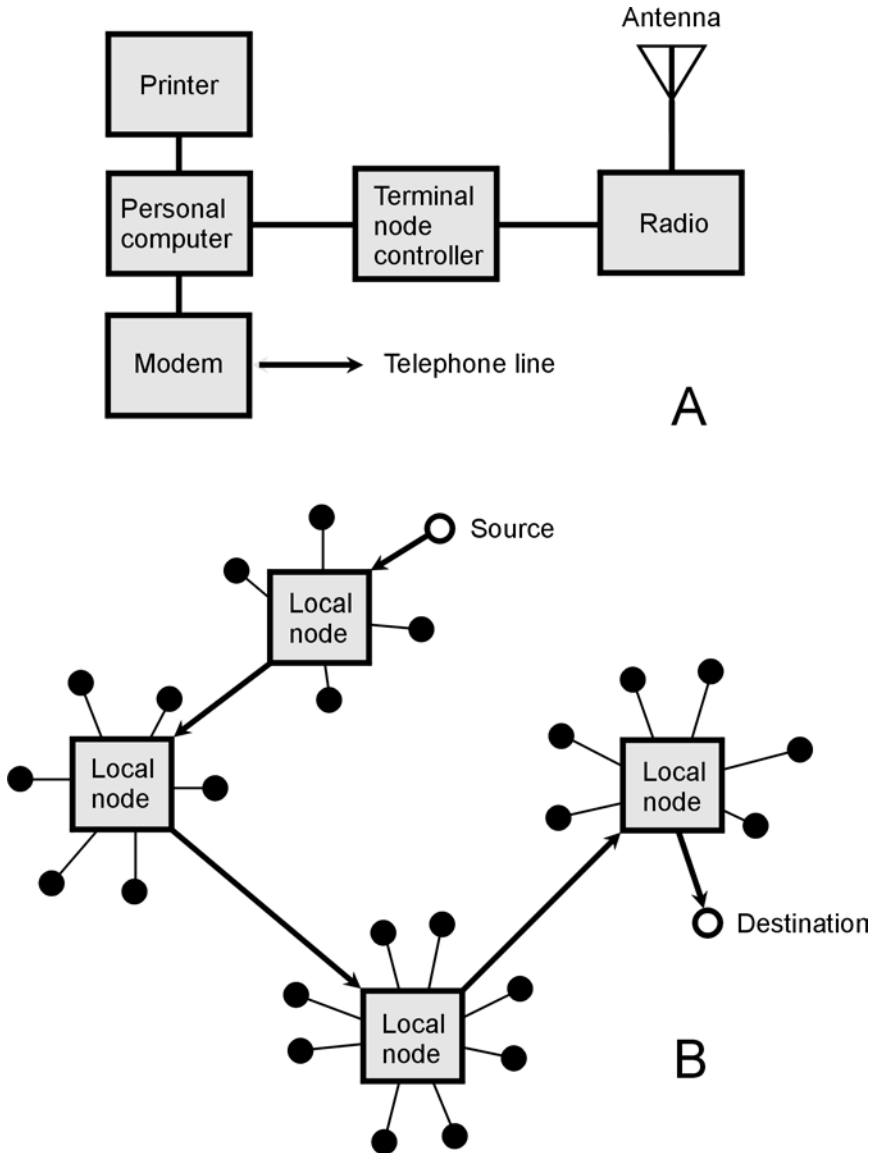 Antenna
Printer
Personal
computer
Terminal
node
controller
Radio
Modem
Telephone line
A
Source
Local
node
Local
node
Local
node
Destination
Local
node
B